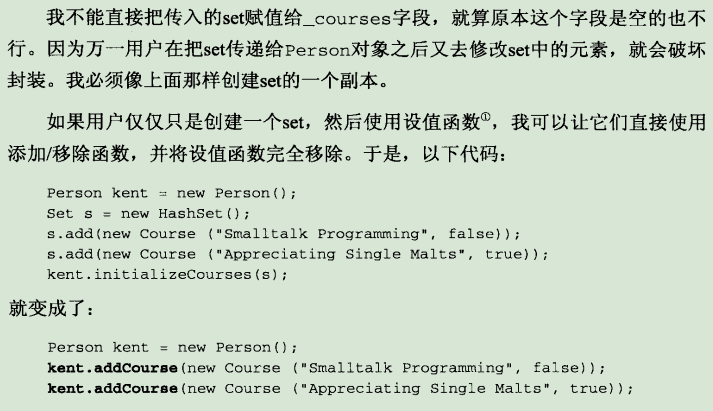 我不能直接把传入的set赋值给_courses字段，就算原本这个字段是空的也不
行。因为万一用户在把set传递给Person对象之后又去修改set中的元素，就会破坏
封装。我必须像上面那样创建set的一个副本。
如果用户仅仅只是创建一个set，然后使用设值函数①，我可以让它们直接使用
添加/移除函数，并将设值函数完全移除。于是，以下代码：
Person kent = new Person();
Set s = new HashSet();
s.add(new Course ("Smalltalk Programming", false));
s.add(new Course ("Appreciating Single Malts", true));
kent.initializeCourses(s);
就变成了：
Person kent = new Person();
kent.addCourse(new Course ("Smalltalk Programming", false));
kent.addCourse(new Course ("Appreciating Single Malts", true));